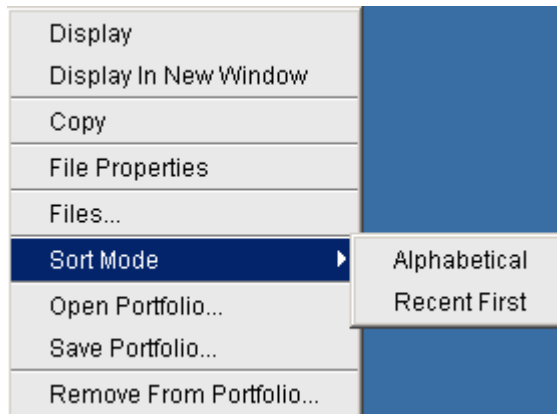 Display
Display In New Window
Copy
File Properties
Files...
Sort Mode
Alphabetical
Recent First
Open Portfolio...
Save Portfolio...
Remove From Portfolio...